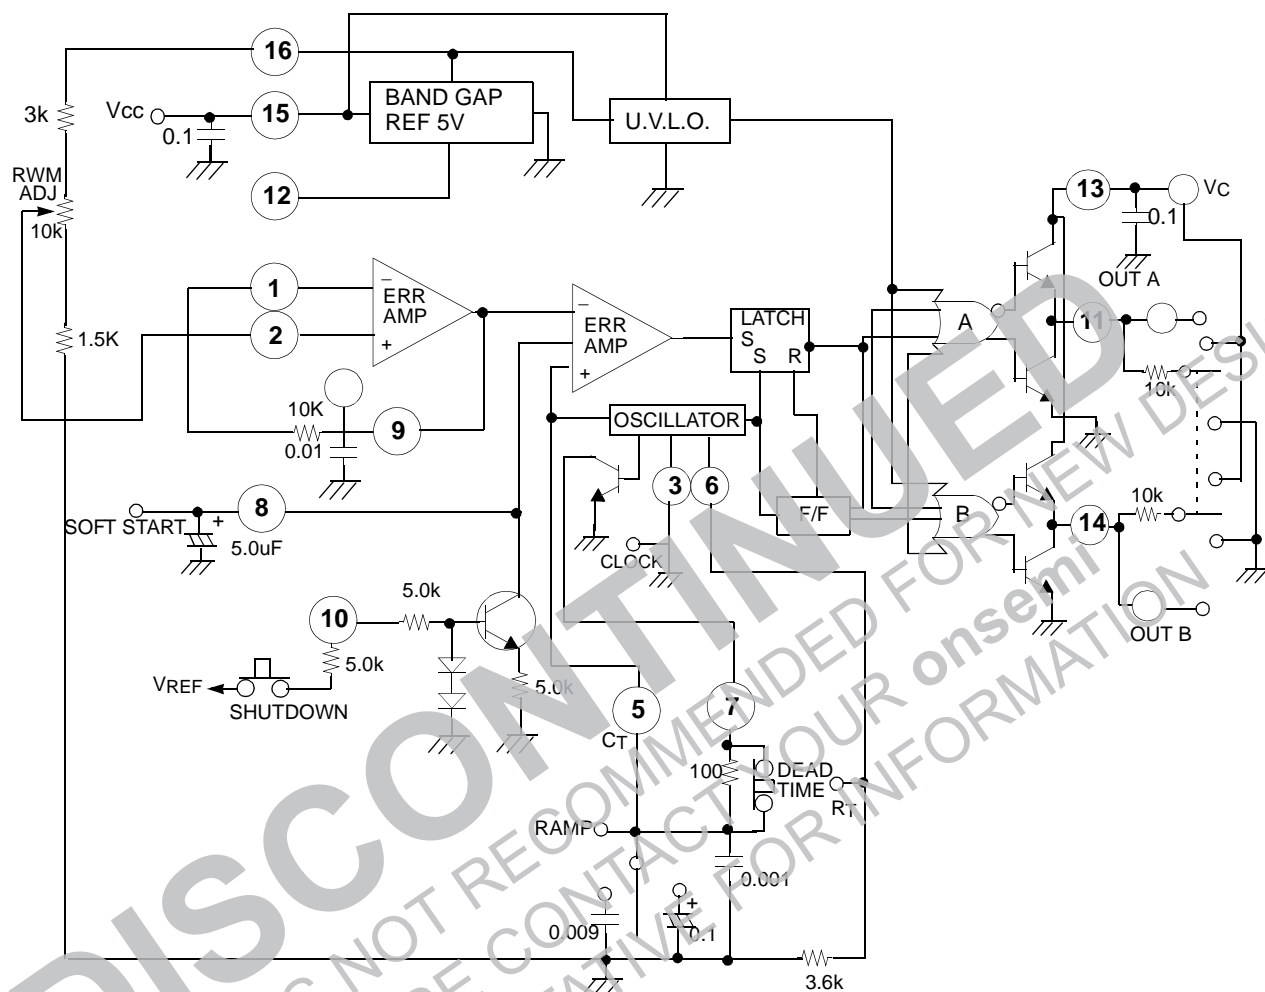 16
BAND GAP
REF 5V
Vcc
15
0.1
U.V.L.O.
3k
RWM
ADJ
10k
12
13
VC
0.1
OUT A
1
ERR
AMP
–
+
2
1.5K
–
ERR
AMP
+
LATCH
S
S R
A
11
10k
10K
0.01
9
OSCILLATOR
3
6
SOFT START
8
+
5.0uF
CLOCK
F/F
B
14
10k
OUT B
10
5.0k
5.0k
VREF
SHUTDOWN
5.0k
5
CT
7
100
DEAD
TIME
RT
RAMP
0.001
0.009
+
0.1
3.6k
DISCONTINUED
NOT RECOMMENDED FOR NEW DESI
CONTACT YOUR onsemi
TATIVE FOR INFORMATION